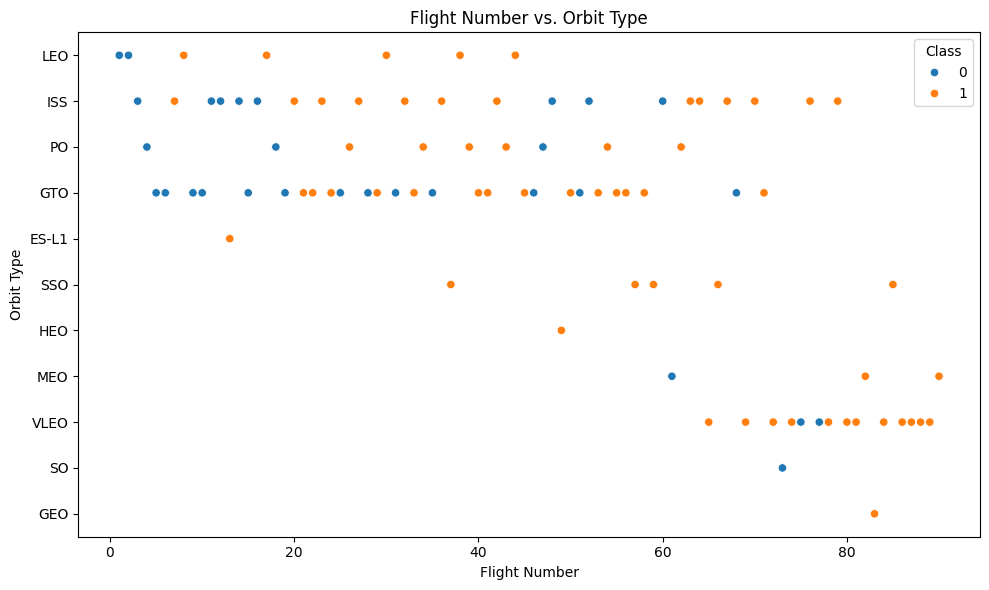 Flight Number vs. Orbit Type
Class
0
1
Orbit Type
LEO
ISS
PO
GTO
ES-L1
SSO
HEO
MEO
VLEO
SO
GEO
0 20 40 60 80
Flight Number